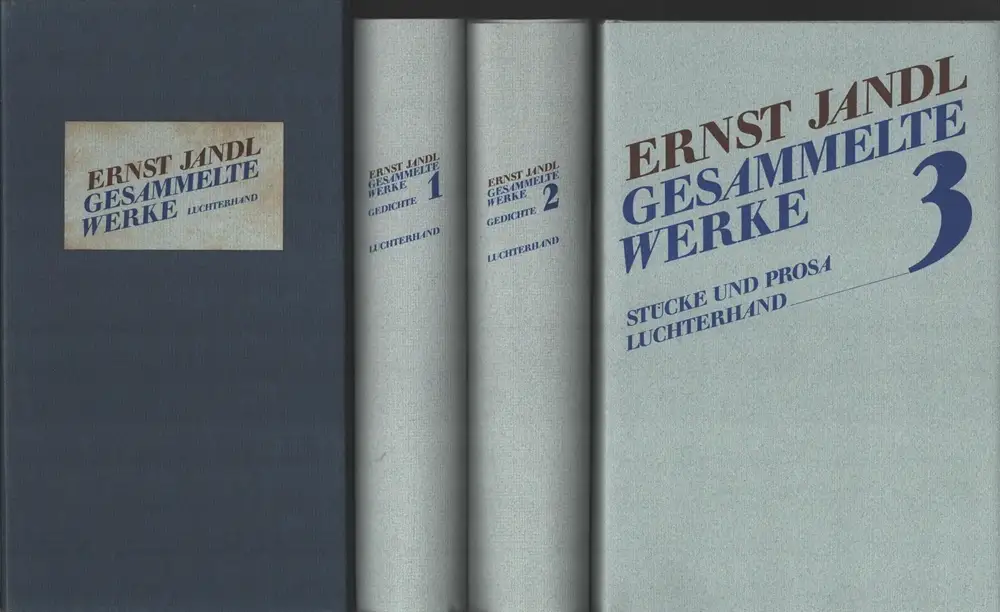 ERNST JANDL
GESAMMELTE
WERKE LUCHTERHAND
ERNST JANDL
GESAMMELTE
WERKE
GEDICHTE 1
LUCHTERHAND
ERNST JANDL
GESAMMELTE
WERKE
GEDICHTE 2
LUCHTERHAND
ERNST JANDL
GESAMMELTE
WERKE 3
STÜCKE UND PROSA
LUCHTERHAND